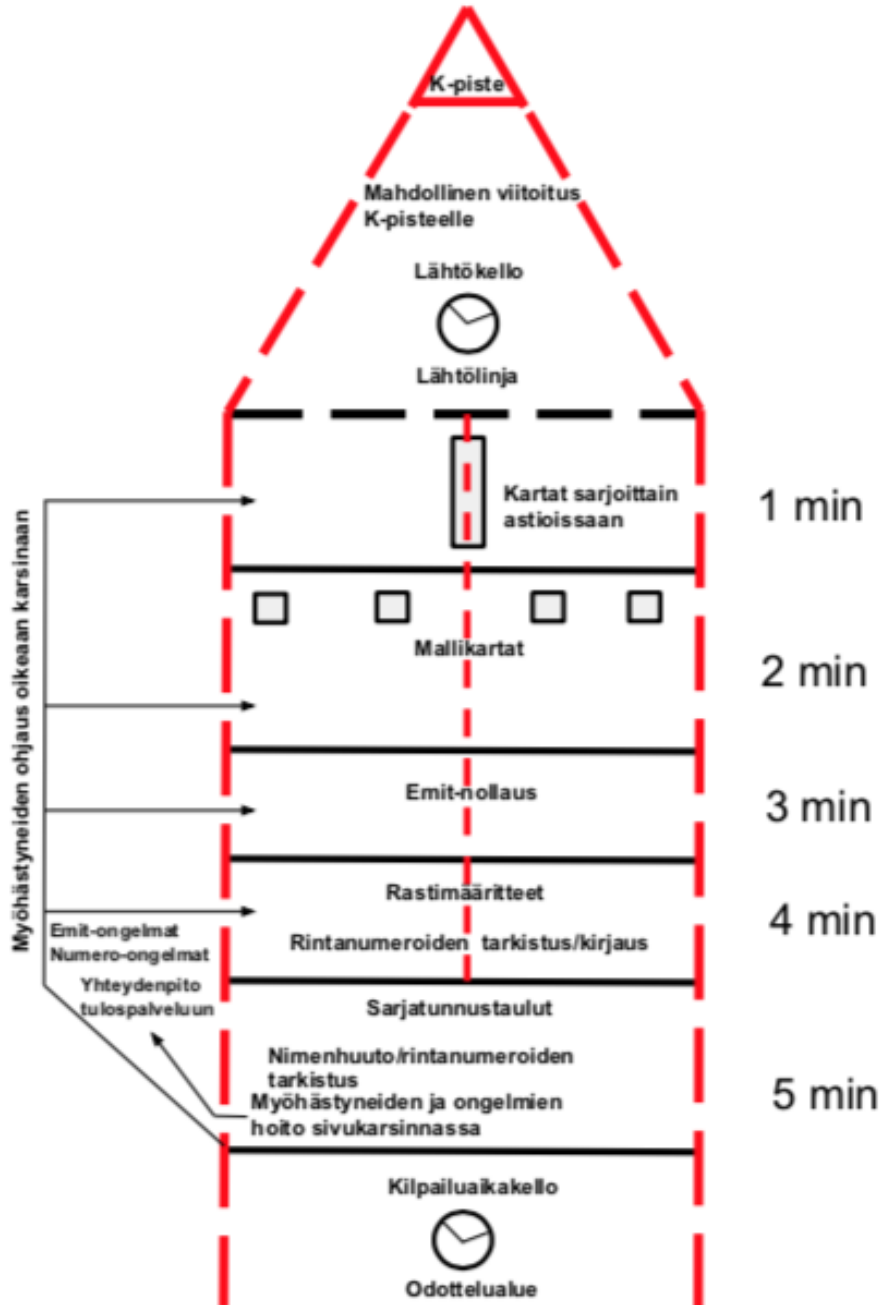 K-piste
Mahdollinen viitoitus
K-pisteelle
Lähtökello
Lähtölinja
Kartat sarjoittain
astioissaan
1 min
Mallikartat
2 min
Emit-nollaus
3 min
Rastimääritteet
Rintanumeroiden tarkistus/kirjaus
4 min
Myöhästyneiden ohjaus oikeaan karsinaan
Emit-ongelmat
Numero-ongelmat
Yhteydenpito
tulospalveluun
Sarjatunnustaulut
Nimenhuuto/rintanumeroiden
tarkistus
Myöhästyneiden ja ongelmien
hoito sivukarsinnassa
5 min
Kilpailuaikakello
Odottelualue